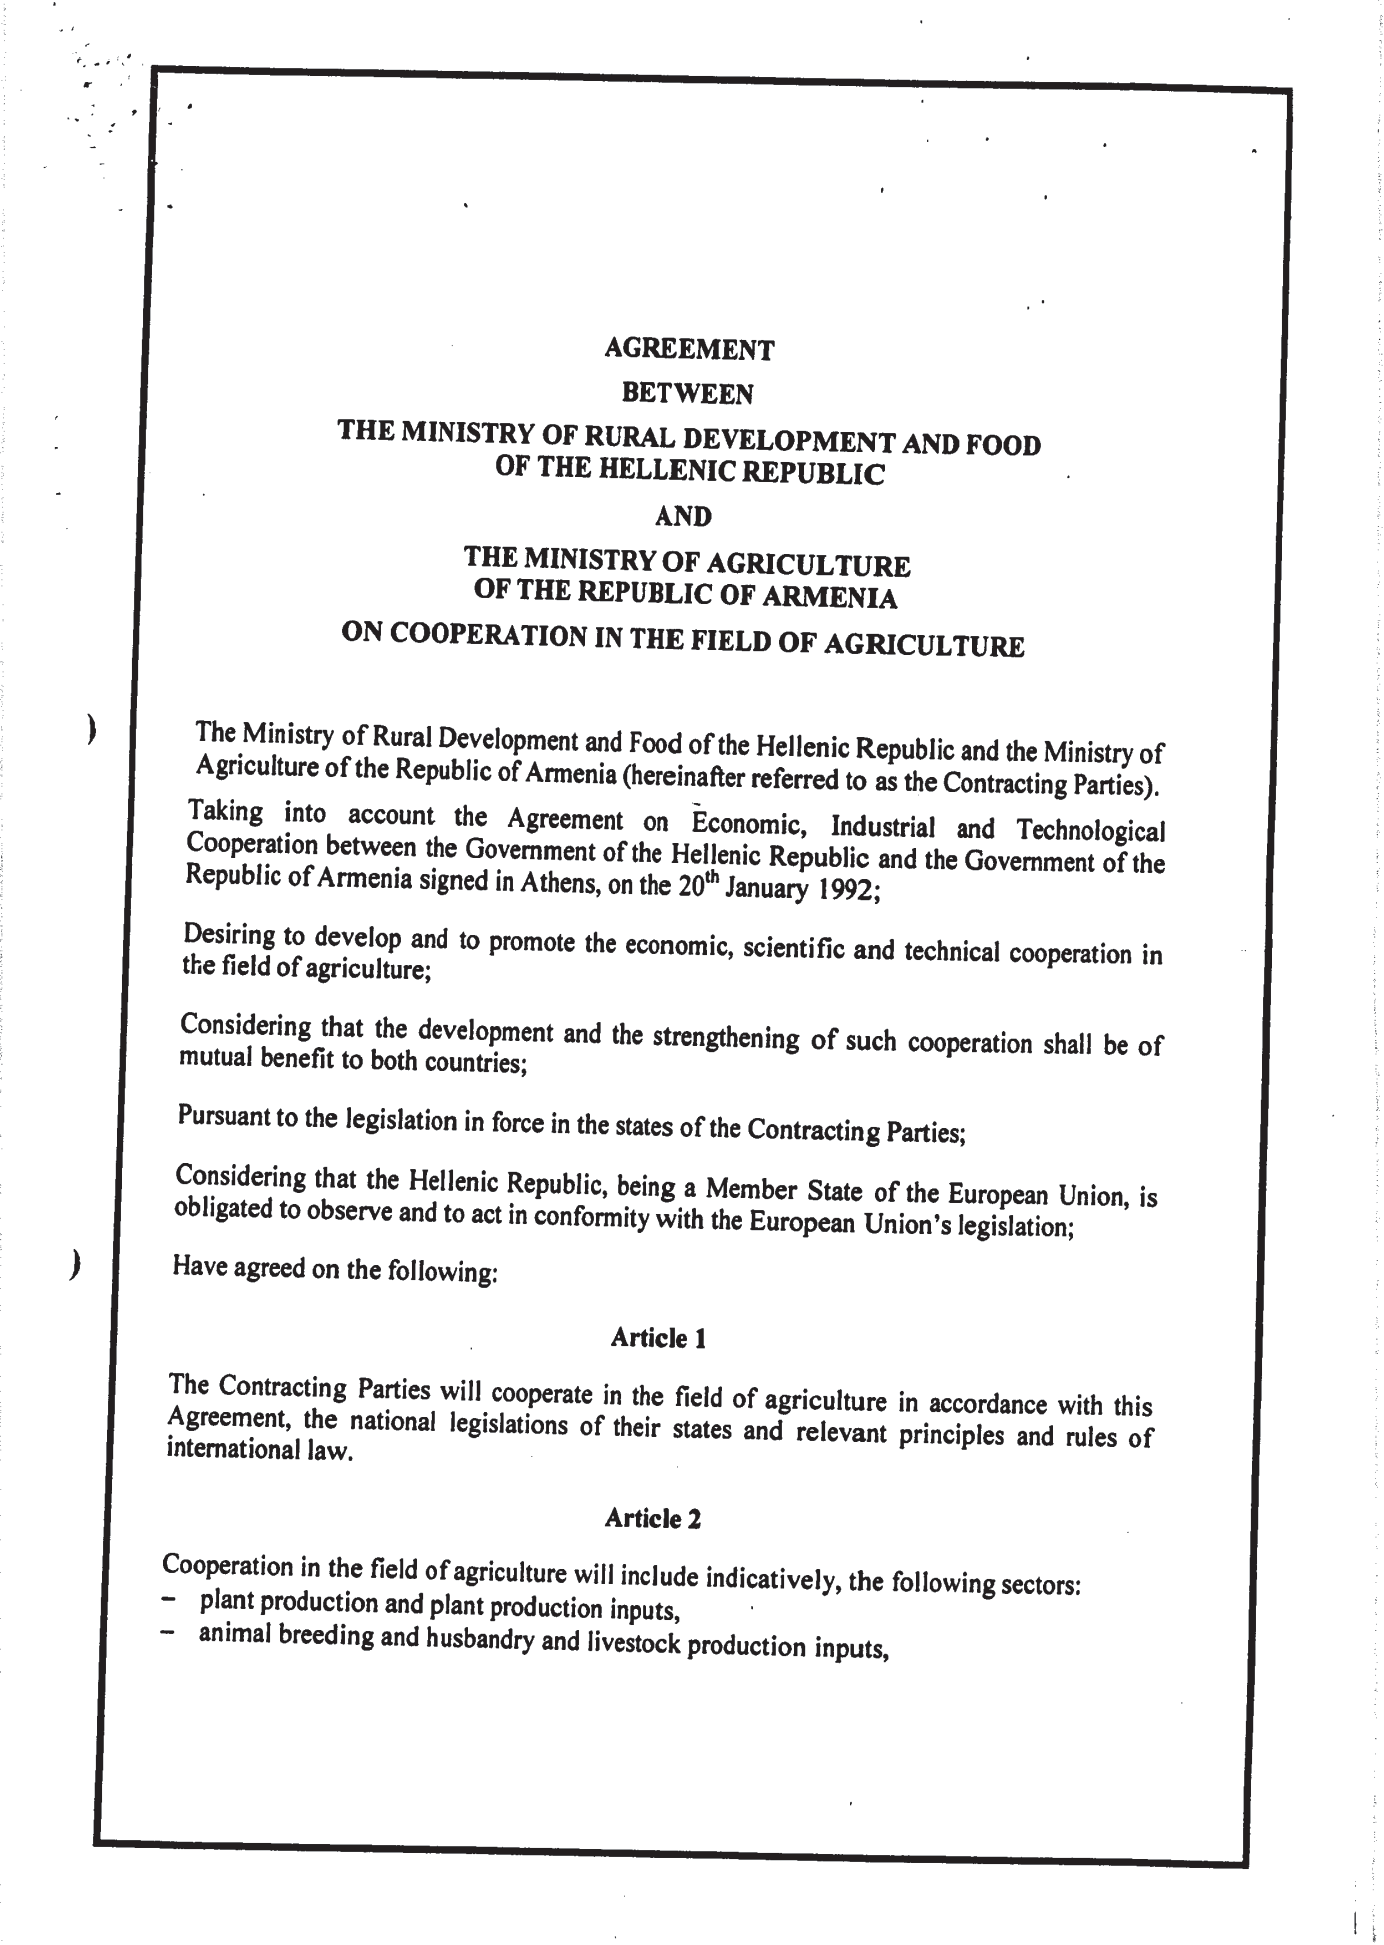 AGREEMENT
BETWEEN
THE MINISTRY OF RURAL DEVELOPMENT AND FOOD
OF THE HELLENIC REPUBLIC
AND
THE MINISTRY OF AGRICULTURE
OF THE REPUBLIC OF ARMENIA
ON COOPERATION IN THE FIELD OF AGRICULTURE
The Ministry of Rural Development and Food of the Hellenic Republic and the Ministry of
Agriculture of the Republic of Armenia (hereinafter referred to as the Contracting Parties).
Taking into account the Agreement on Economic, Industrial and Technological
Cooperation between the Government of the Hellenic Republic and the Government of the
Republic of Armenia signed in Athens, on the 20th January 1992;
Desiring to develop and to promote the economic, scientific and technical cooperation in
the field of agriculture;
Considering that the development and the strengthening of such cooperation shall be of
mutual benefit to both countries;
Pursuant to the legislation in force in the states of the Contracting Parties;
Considering that the Hellenic Republic, being a Member State of the European Union, is
obligated to observe and to act in conformity with the European Union's legislation;
Have agreed on the following:
Article 1
The Contracting Parties will cooperate in the field of agriculture in accordance with this
Agreement, the national legislations of their states and relevant principles and rules of
international law.
Article 2
Cooperation in the field of agriculture will include indicatively, the following sectors:
– plant production and plant production inputs,
– animal breeding and husbandry and livestock production inputs,